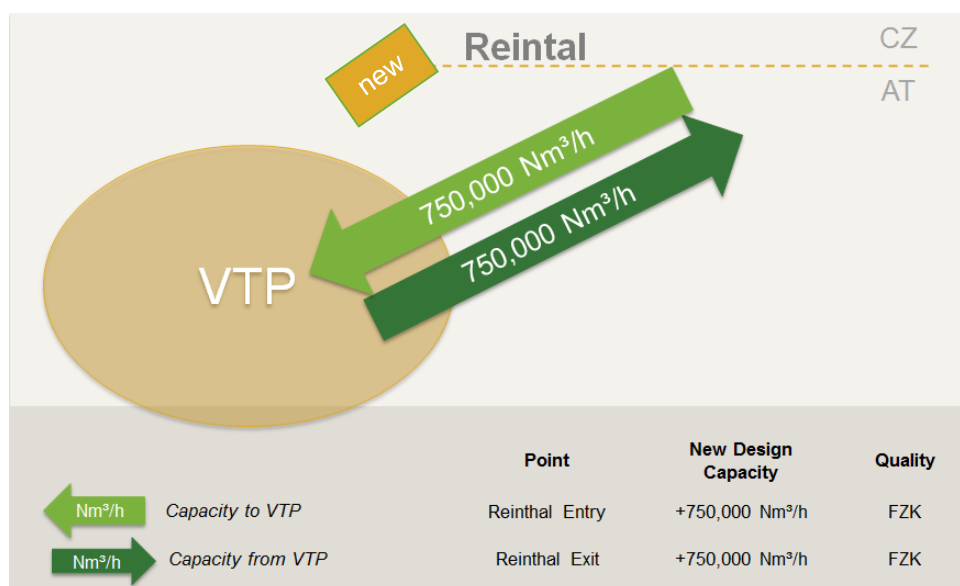 new
Reintal
CZ
AT
750,000 Nm³/h
750,000 Nm³/h
VTP
Point
New Design
Capacity
Quality
Nm³/h
Capacity to VTP
Reinthal Entry
+750,000 Nm³/h
FZK
Nm³/h
Capacity from VTP
Reinthal Exit
+750,000 Nm³/h
FZK